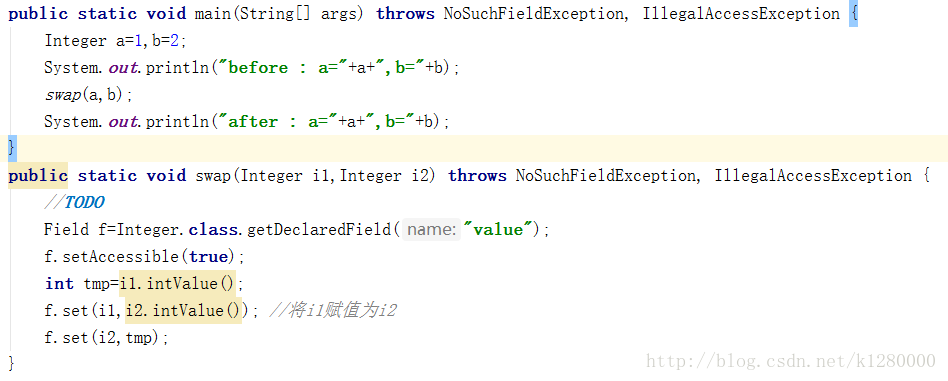 public static void main(String[] args) throws NoSuchFieldException, IllegalAccessException {
Integer a=1,b=2;
System.out.println("before : a="+a+",b="+b);
swap(a,b);
System.out.println("after : a="+a+",b="+b);
}
public static void swap(Integer i1,Integer i2) throws NoSuchFieldException, IllegalAccessException {
//TODO
Field f=Integer.class.getDeclaredField( name: "value");
f.setAccessible(true);
int tmp=i1.intValue();
f.set(i1,i2.intValue()); //将i1赋值为i2
f.set(i2,tmp);
}
http://blog.csdn.net/k1280000